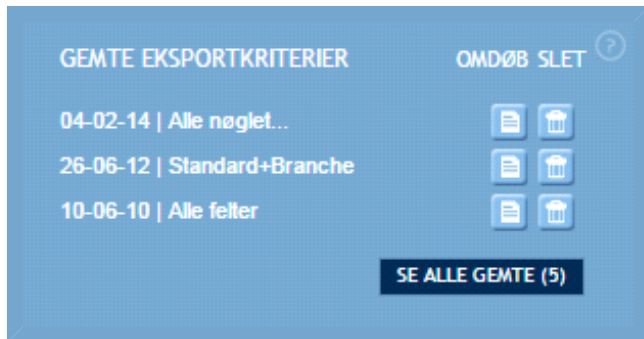 GEMTE EKSPORTKRITERIER OMDØB SLET ?
04-02-14 | Alle nøglet...
26-06-12 | Standard+Branche
10-06-10 | Alle felter
SE ALLE GEMTE (5)